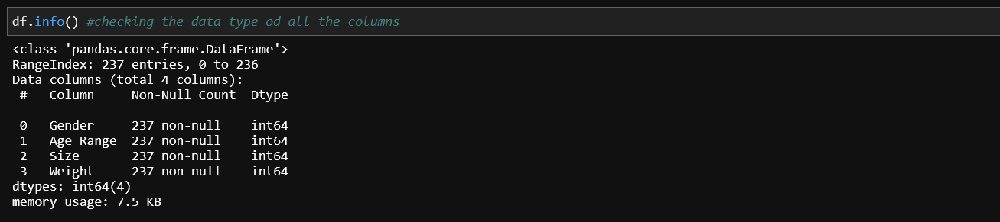 df.info() #checking the data type od all the columns
<class 'pandas.core.frame.DataFrame'>
RangeIndex: 237 entries, 0 to 236
Data columns (total 4 columns):
 #   Column     Non-Null Count  Dtype
---  ------     --------------  -----
 0   Gender     237 non-null    int64
 1   Age Range  237 non-null    int64
 2   Size       237 non-null    int64
 3   Weight     237 non-null    int64
dtypes: int64(4)
memory usage: 7.5 KB